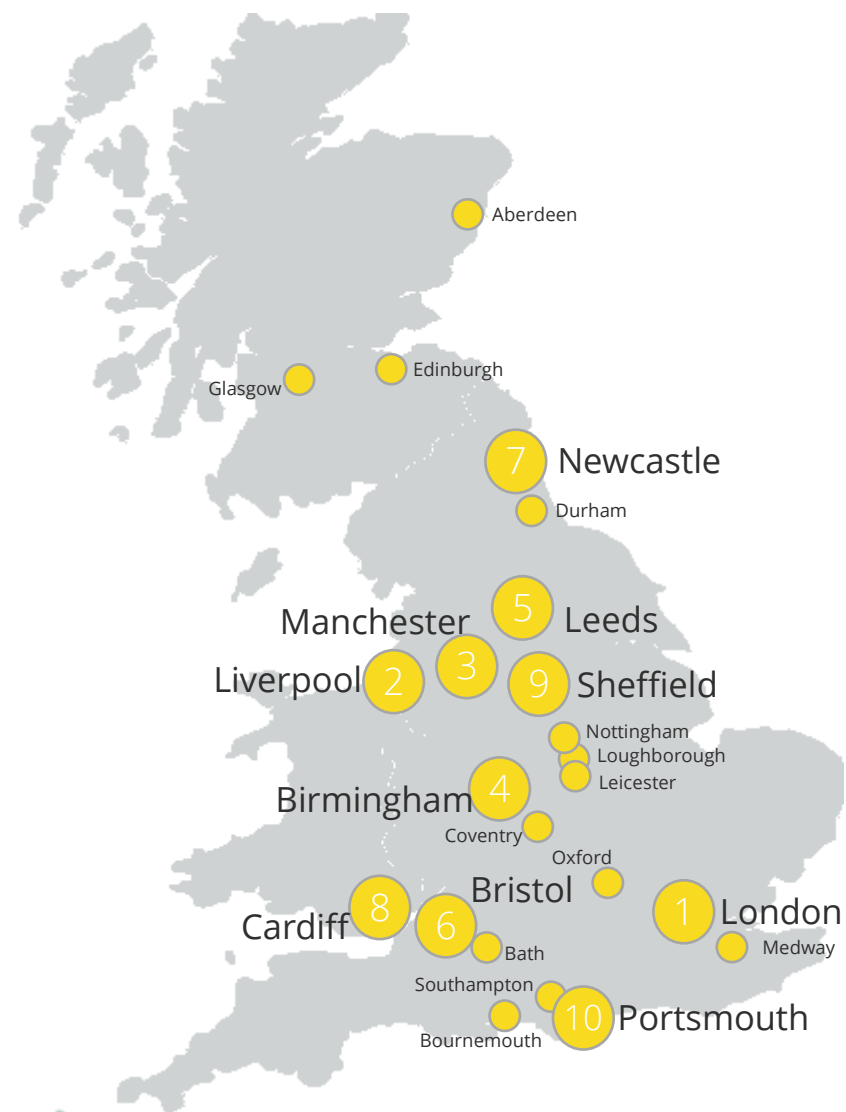 Aberdeen
Edinburgh
Glasgow
7 Newcastle
Durham
5 Leeds
Manchester 3
Liverpool 2
9 Sheffield
Nottingham
Loughborough
Leicester
Birmingham 4
Coventry
Oxford
Bristol 6
Cardiff 8
1 London
Medway
Bath
Southampton
10 Portsmouth
Bournemouth